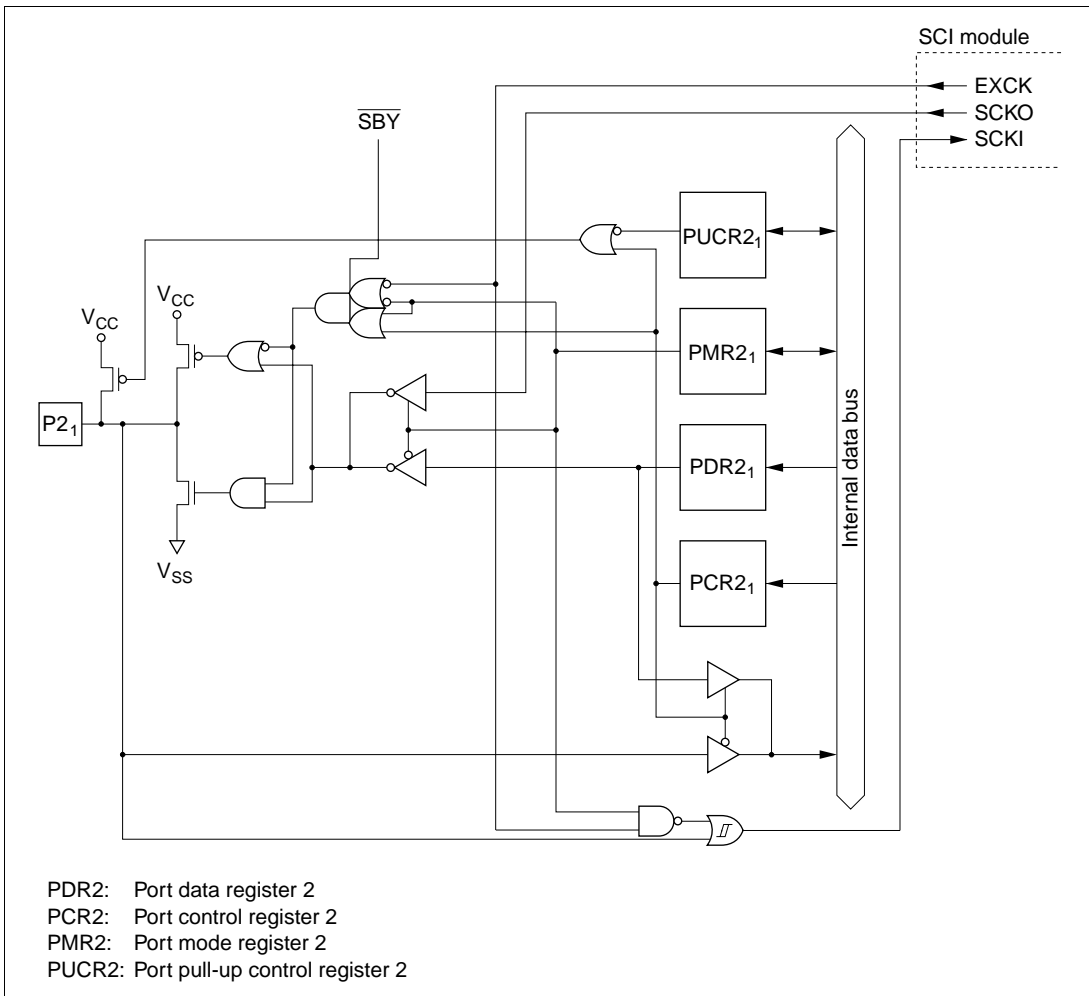 SCI module
EXCK
SCKO
SCKI
SBY
PUCR2₁
VCC
VCC
PMR2₁
P2₁
PDR2₁
Internal data bus
VSS
PCR2₁
PDR2: Port data register 2
PCR2: Port control register 2
PMR2: Port mode register 2
PUCR2: Port pull-up control register 2